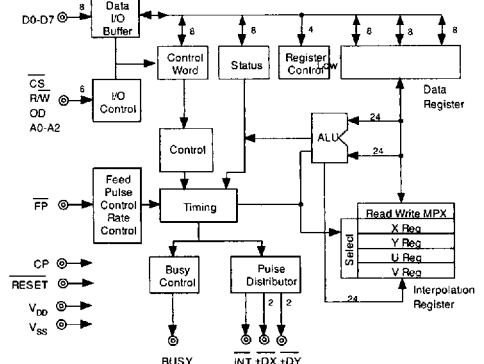 D0-D7
8
Data
I/O
Buffer
8
8
4
8
8
8
Control
Word
Status
Register
Control
Low
Data
Register
CS
R/W
OD
A0-A2
6
I/O
Control
Control
ALU
24
24
FP
Feed
Pulse
Control
Rate
Control
Timing
Select
Read Write MPX
X Reg
Y Reg
U Reg
V Reg
Interpolation
Register
24
CP
RESET
VDD
VSS
Busy
Control
Pulse
Distributor
2
2
BUSY
INT ±DX ±DY